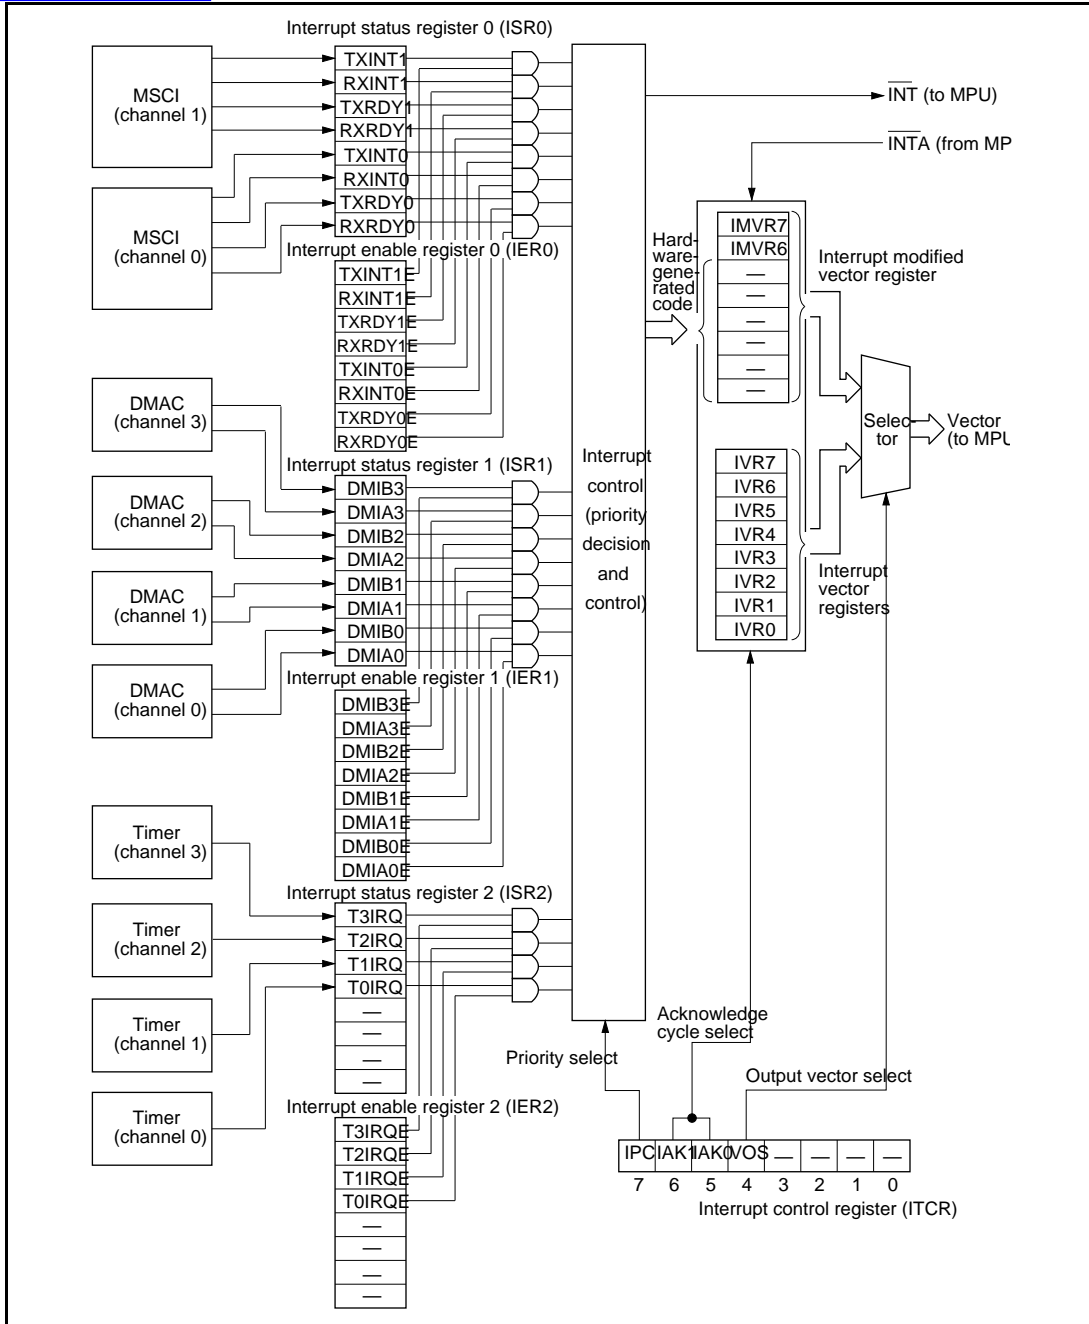 Interrupt status register 0 (ISR0)
MSCI
(channel 1)
MSCI
(channel 0)
TXINT1
RXINT1
TXRDY1
RXRDY1
TXINT0
RXINT0
TXRDY0
RXRDY0
Interrupt enable register 0 (IER0)
TXINT1E
RXINT1E
TXRDY1E
RXRDY1E
TXINT0E
RXINT0E
TXRDY0E
RXRDY0E
DMAC
(channel 3)
DMAC
(channel 2)
DMAC
(channel 1)
DMAC
(channel 0)
Interrupt status register 1 (ISR1)
DMIB3
DMIA3
DMIB2
DMIA2
DMIB1
DMIA1
DMIB0
DMIA0
Interrupt enable register 1 (IER1)
DMIB3E
DMIA3E
DMIB2E
DMIA2E
DMIB1E
DMIA1E
DMIB0E
DMIA0E
Timer
(channel 3)
Timer
(channel 2)
Timer
(channel 1)
Timer
(channel 0)
Interrupt status register 2 (ISR2)
T3IRQ
T2IRQ
T1IRQ
T0IRQ
—
—
—
—
Interrupt enable register 2 (IER2)
T3IRQE
T2IRQE
T1IRQE
T0IRQE
—
—
—
—
Interrupt
control
(priority
decision
and
control)
INT (to MPU)
INTA (from MP
Hard-
ware-
gene-
rated
code
IMVR7
IMVR6
—
—
—
—
—
—
Interrupt modified
vector register
IVR7
IVR6
IVR5
IVR4
IVR3
IVR2
IVR1
IVR0
Interrupt
vector
registers
Selec-
tor
Vector
(to MPU
Acknowledge
cycle select
Priority select
Output vector select
IPC IAK1 IAK0 VOS — — — —
7 6 5 4 3 2 1 0
Interrupt control register (ITCR)